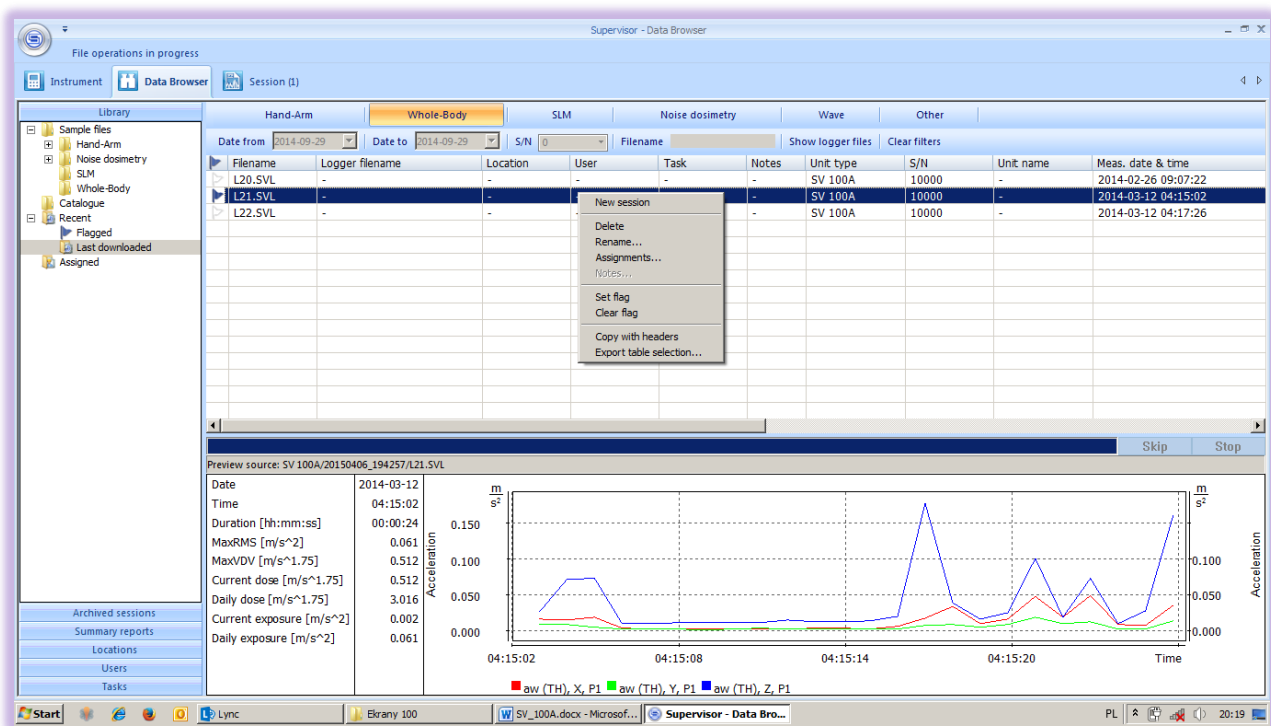 Supervisor - Data Browser
File operations in progress
Instrument Data Browser Session (1)
Library
Sample files
Hand-Arm
Noise dosimetry
SLM
Whole-Body
Catalogue
Recent
Flagged
Last downloaded
Assigned
Archived sessions
Summary reports
Locations
Users
Tasks
Hand-Arm Whole-Body SLM Noise dosimetry Wave Other
Date from 2014-09-29 Date to 2014-09-29 S/N 0 Filename Show logger files Clear filters
Filename Logger filename Location User Task Notes Unit type S/N Unit name Meas. date & time
L20.SVL - - - - - SV 100A 10000 - 2014-02-26 09:07:22
L21.SVL - - - - SV 100A 10000 - 2014-03-12 04:15:02
L22.SVL - - - SV 100A 10000 - 2014-03-12 04:17:26
New session
Delete
Rename...
Assignments...
Notes...
Set flag
Clear flag
Copy with headers
Export table selection...
Skip Stop
Preview source: SV 100A/20150406_194257/L21.SVL
Date 2014-03-12
Time 04:15:02
Duration [hh:mm:ss] 00:00:24
MaxRMS [m/s^2] 0.061
MaxVDV [m/s^1.75] 0.512
Current dose [m/s^1.75] 0.512
Daily dose [m/s^1.75] 3.016
Current exposure [m/s^2] 0.002
Daily exposure [m/s^2] 0.061
m
s²
0.150
0.100
0.050
0.000
Acceleration
m
s²
0.100
0.050
0.000
Acceleration
04:15:02 04:15:08 04:15:14 04:15:20 Time
aw (TH), X, P1 aw (TH), Y, P1 aw (TH), Z, P1
Start Lync Ekrany 100 SV_100A.docx - Microsof... Supervisor - Data Bro... PL 20:19